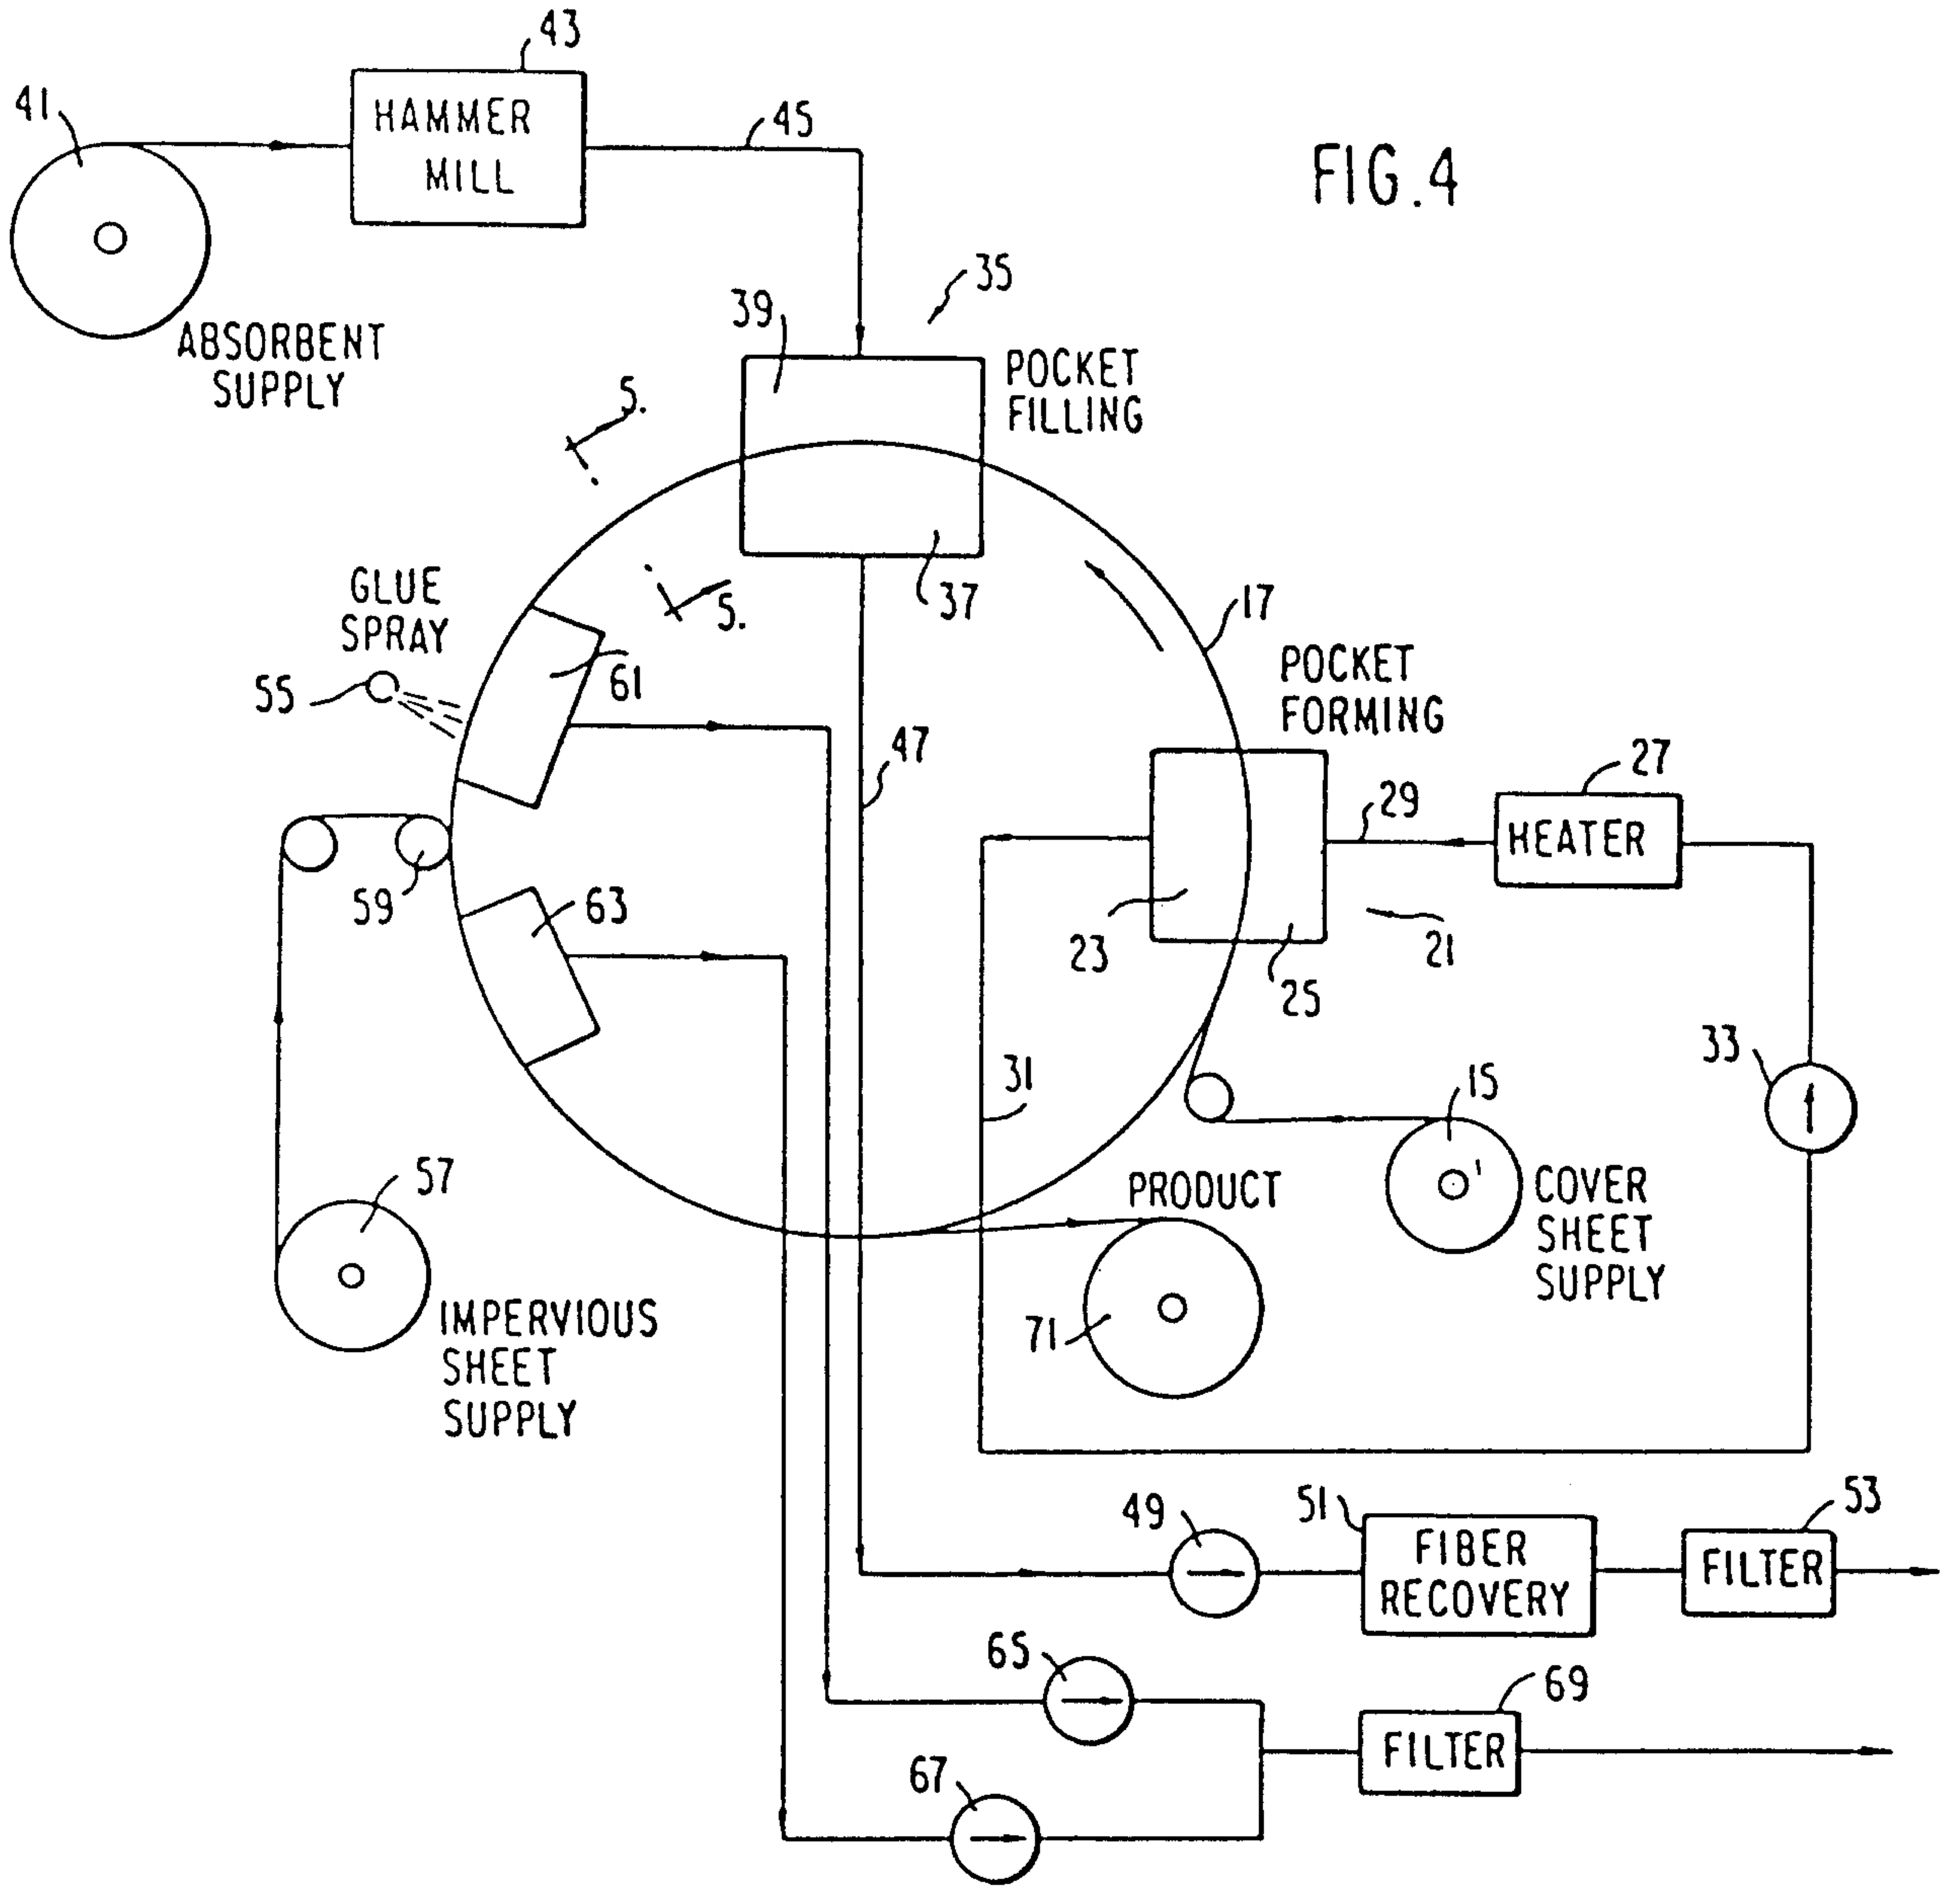 43
41
HAMMER
MILL
45
FIG.4
35
39
ABSORBENT
SUPPLY
POCKET
FILLING
5.
GLUE
SPRAY
37
5.
17
55
61
POCKET
FORMING
47
27
29
HEATER
59
63
23
21
25
33
31
15
57
PRODUCT
COVER
SHEET
SUPPLY
IMPERVIOUS
SHEET
SUPPLY
71
49
51
53
FIBER
RECOVERY
FILTER
65
69
FILTER
67